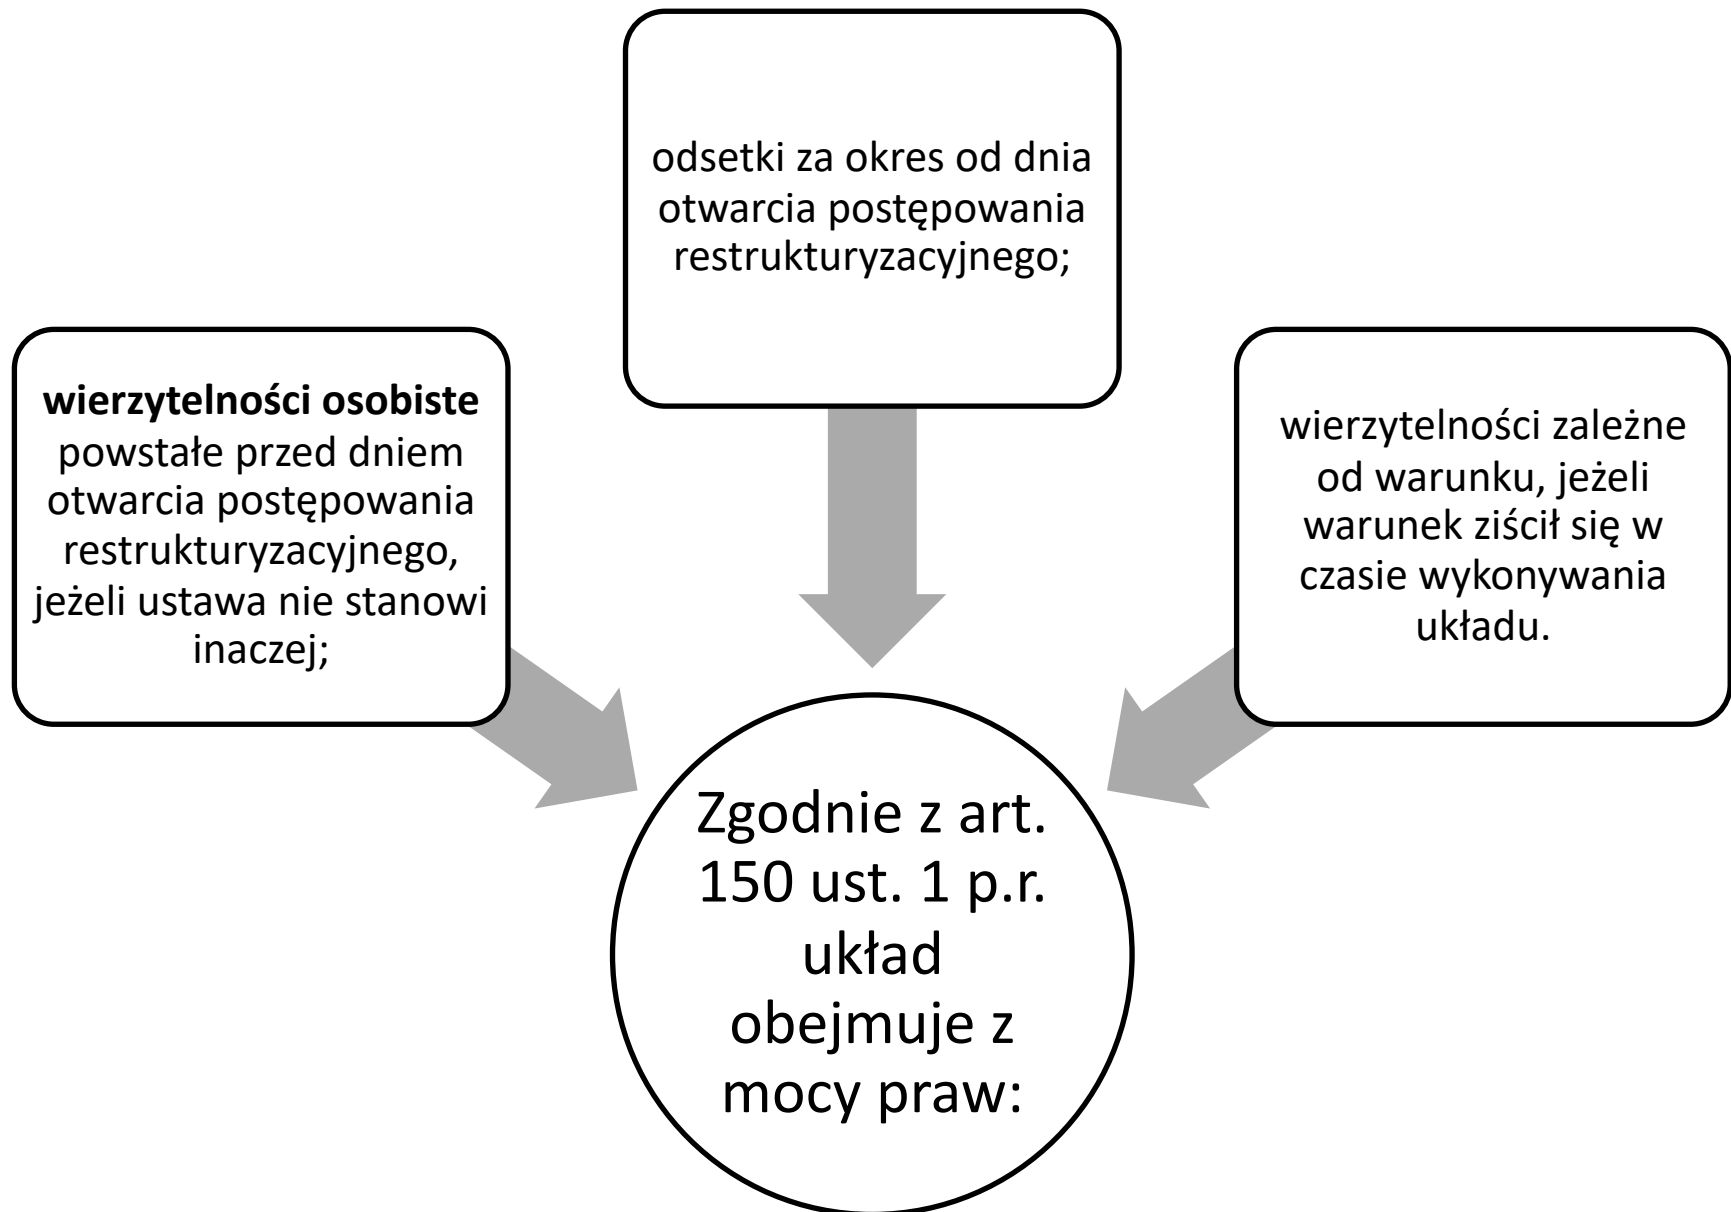 odsetki za okres od dnia
otwarcia postępowania
restrukturyzacyjnego;
wierzytelności osobiste
powstałe przed dniem
otwarcia postępowania
restrukturyzacyjnego,
jeżeli ustawa nie stanowi
inaczej;
wierzytelności zależne
od warunku, jeżeli
warunek ziścił się w
czasie wykonywania
układu.
Zgodnie z art.
150 ust. 1 p.r.
układ
obejmuje z
mocy praw: